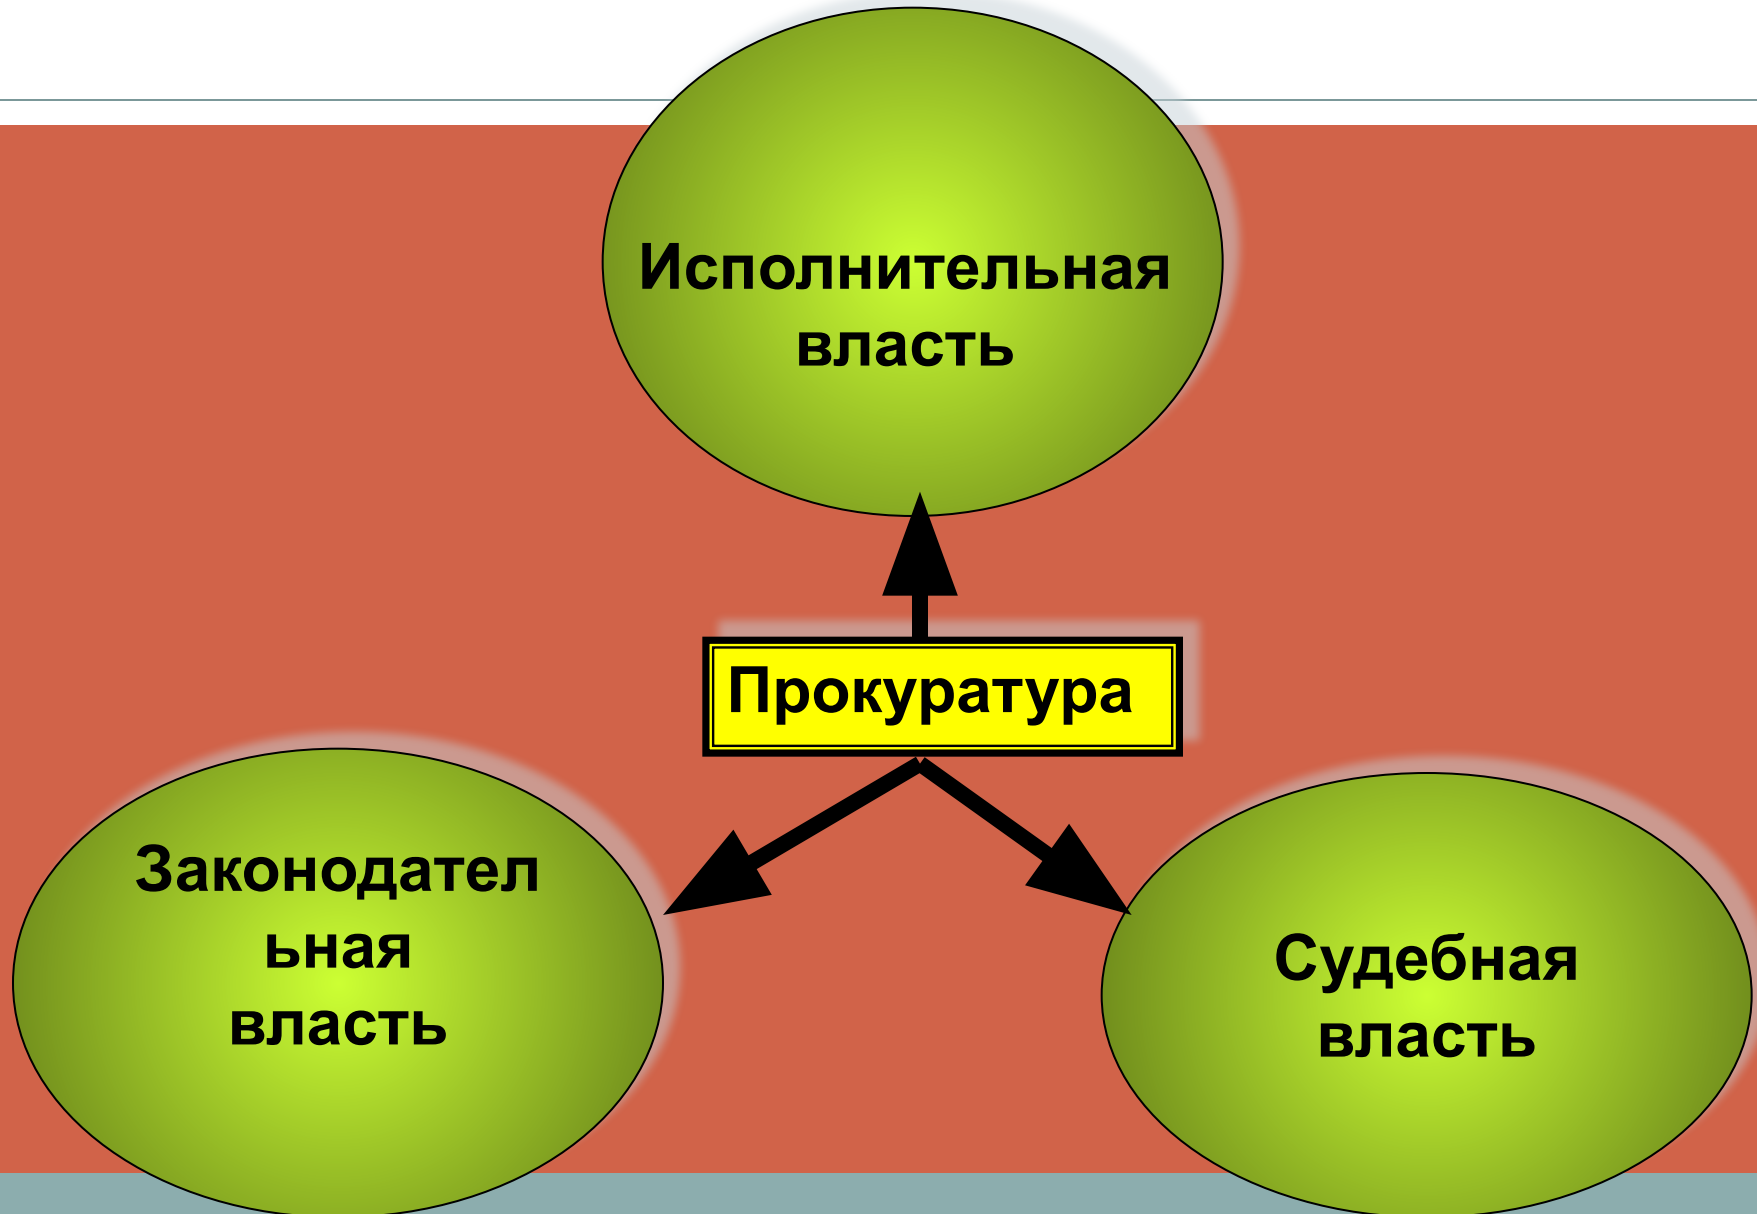 Исполнительная
власть
Прокуратура
Законодател
ьная
власть
Судебная
власть